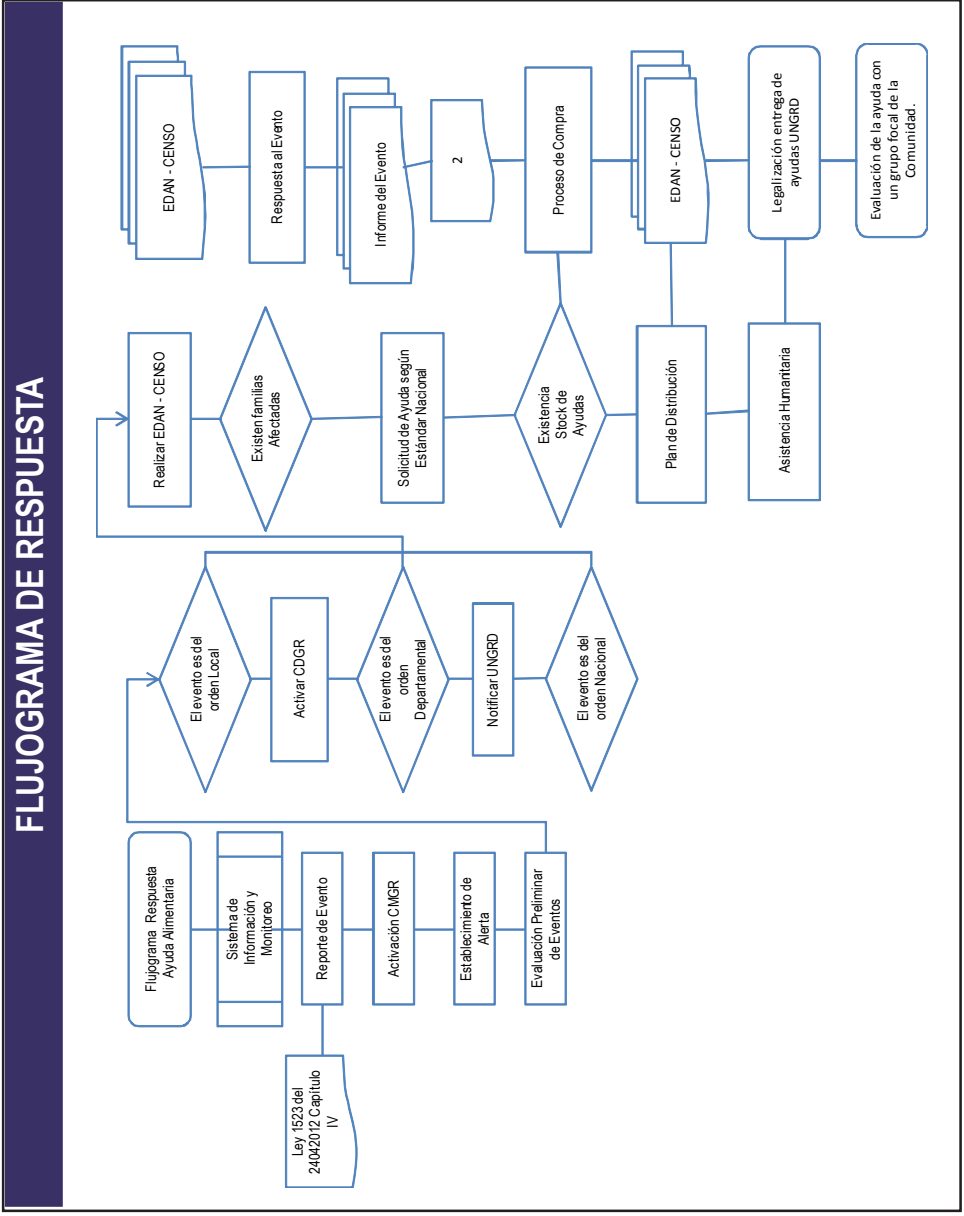 FLUJOGRAMA DE RESPUESTA
Flujograma Respuesta
Ayuda Alimentaria
Sistema de
Información y
Monitoreo
Reporte de Evento
Ley 1523 del
24042012 Capitulo
IV
Activación CMGR
Establecimiento de
Alerta
Evaluación Preliminar
de Eventos
El evento es del
orden Local
Activar CDGR
El evento es del
orden
Departamental
Notificar UNGRD
El evento es del
orden Nacional
Realizar EDAN - CENSO
Existen familias
Afectadas
Solicitud de Ayuda según
Estándar Nacional
Existencia
Stock de
Ayudas
Plan de Distribución
Asistencia Humanitaria
EDAN - CENSO
Respuesta al Evento
Informe del Evento
2
Proceso de Compra
EDAN - CENSO
Legalización entrega de
ayudas UNGRD
Evaluación de la ayuda con
un grupo focal de la
Comunidad.